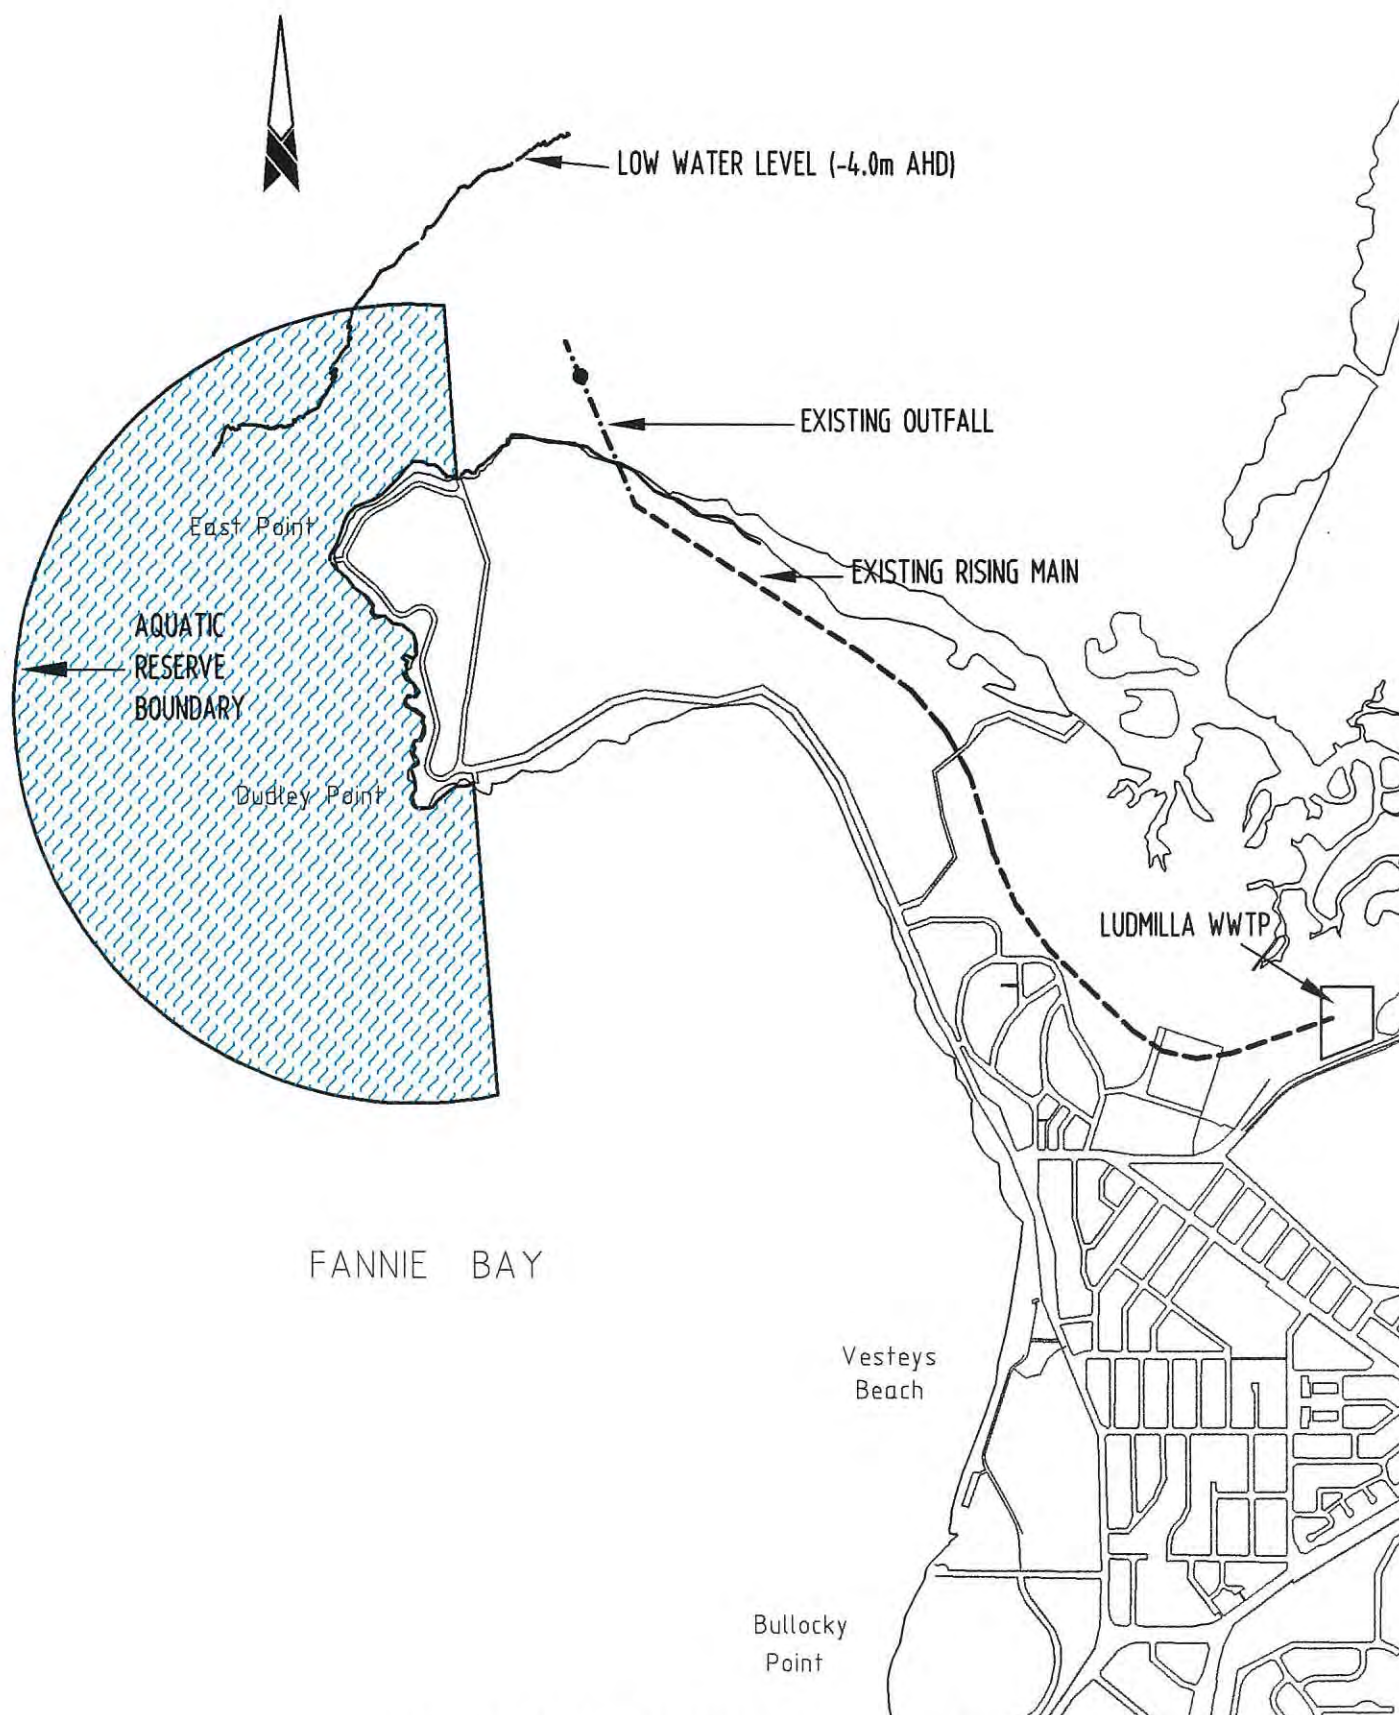 LOW WATER LEVEL (-4.0m AHD)
EXISTING OUTFALL
East Point
EXISTING RISING MAIN
AQUATIC
RESERVE
BOUNDARY
Dudley Point
LUDMILLA WWTP
FANNIE BAY
Vesteys
Beach
Bullocky
Point